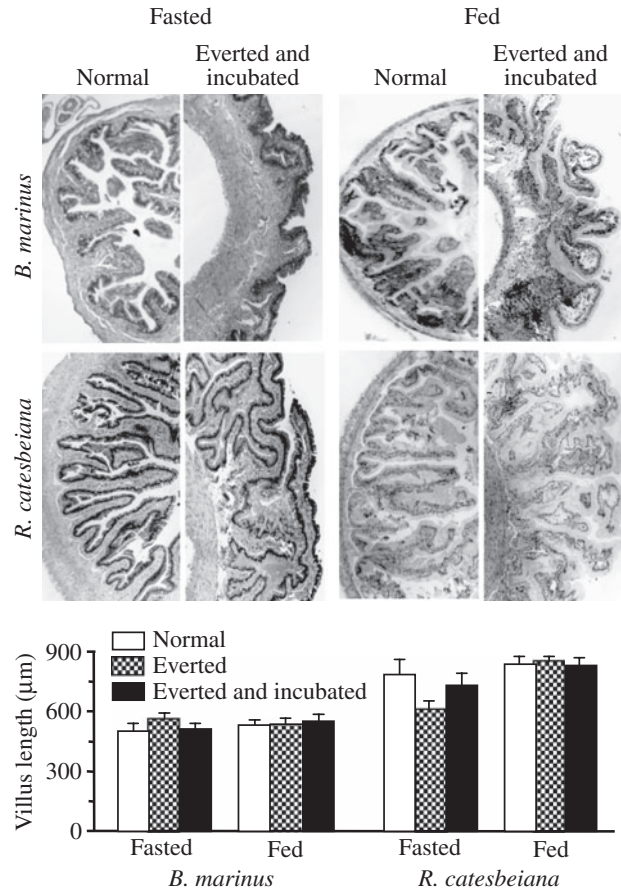 Fasted Fed
Normal Everted and incubated Normal Everted and incubated
B. marinus
R. catesbeiana
Villus length (μm)
900
600
300
0
Normal
Everted
Everted and incubated
Fasted Fed Fasted Fed
B. marinus R. catesbeiana